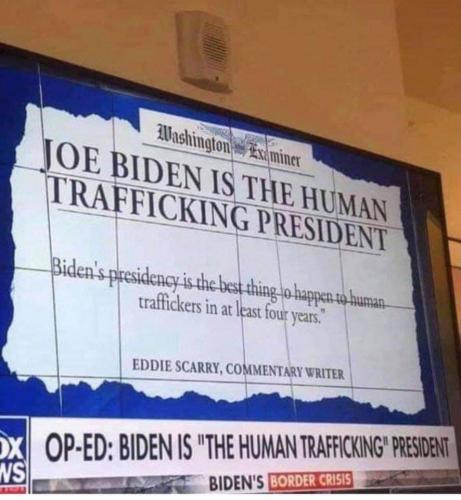 Washington Examiner
JOE BIDEN IS THE HUMAN
TRAFFICKING PRESIDENT
Biden's presidency is the best thing to happen to human
traffickers in at least four years."
EDDIE SCARRY, COMMENTARY WRITER
OX
WS
OP-ED: BIDEN IS "THE HUMAN TRAFFICKING" PRESIDENT
BIDEN'S BORDER CRISIS